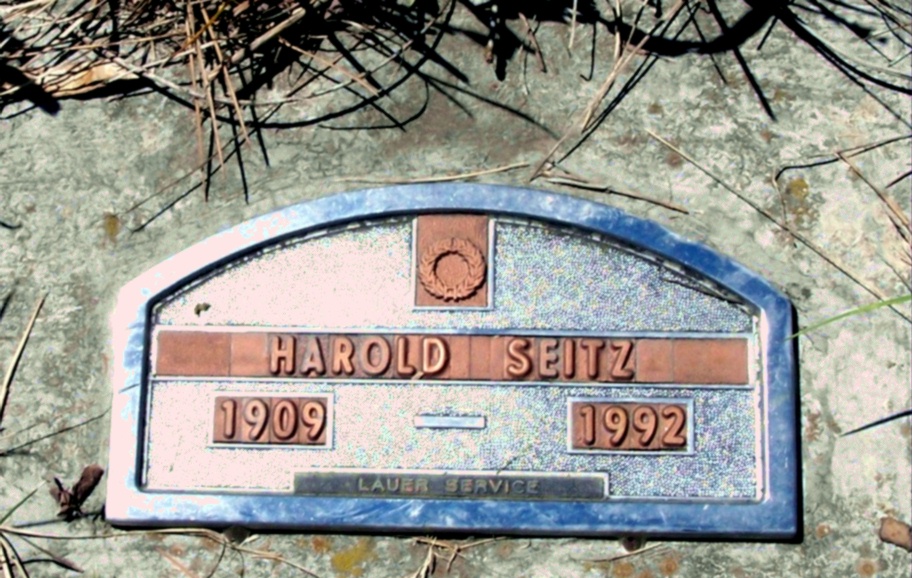 HAROLD SEITZ
1909 - 1992
LAUER SERVICE